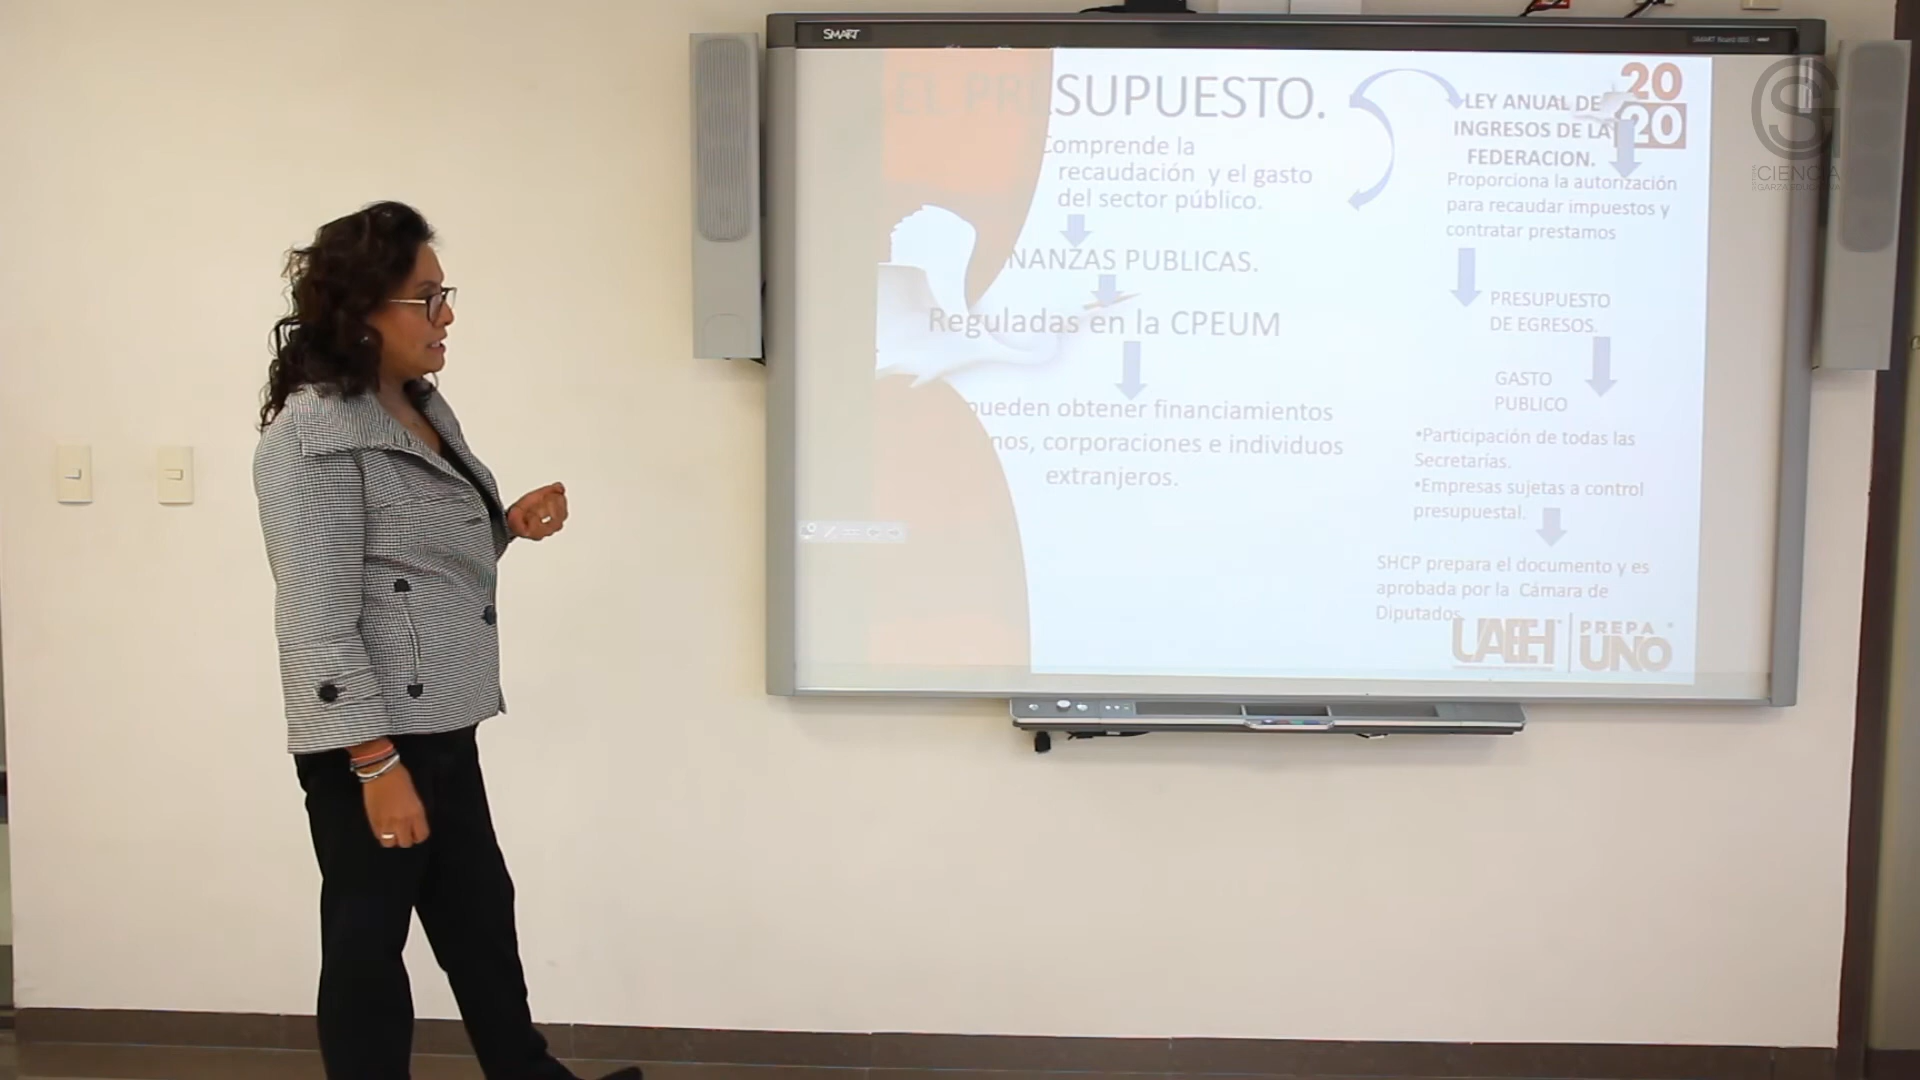 SMART
EL PRESUPUESTO.
Comprende la
recaudación y el gasto
del sector público.
NANZAS PUBLICAS.
Reguladas en la CPEUM
pueden obtener financiamientos
nos, corporaciones e individuos
extranjeros.
LEY ANUAL DE
INGRESOS DE LA
FEDERACION.
Proporciona la autorización
para recaudar impuestos y
contratar prestamos
PRESUPUESTO
DE EGRESOS.
GASTO
PUBLICO
•Participación de todas las
Secretarías.
•Empresas sujetas a control
presupuestal.
SHCP prepara el documento y es
aprobada por la Cámara de
Diputados.
20
20
UAEH
PREPA
UNO
CIENCIA